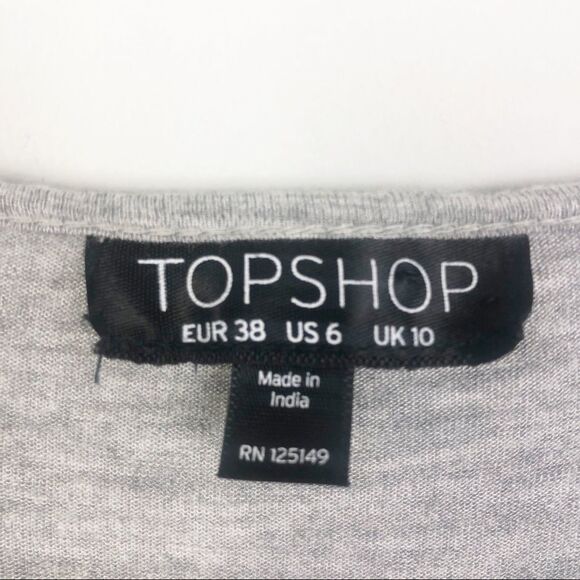 TOPSHOP
EUR 38 US 6 UK 10
Made in
India
RN 125149